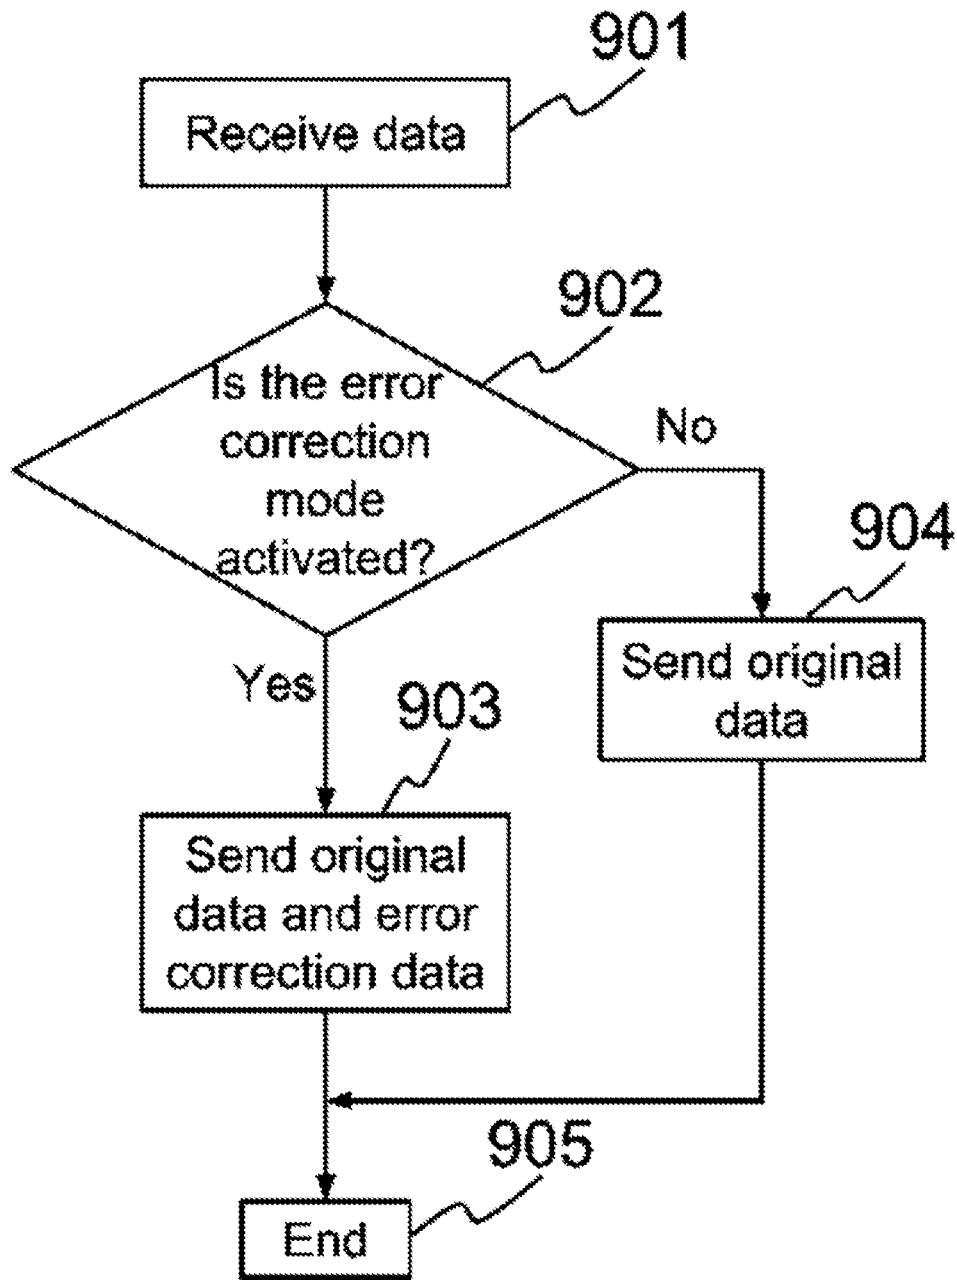 901
Receive data
902
Is the error
correction
mode
activated?
No
904
Send original
data
Yes
903
Send original
data and error
correction data
905
End